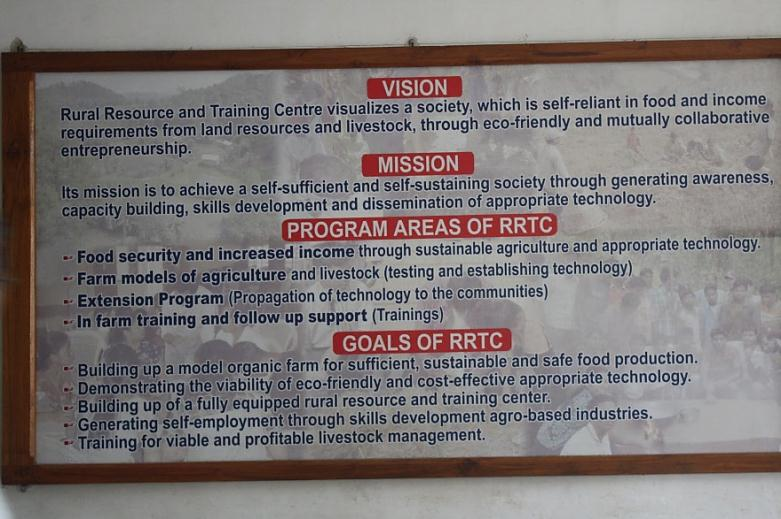 VISION
Rural Resource and Training Centre visualizes a society, which is self-reliant in food and income
requirements from land resources and livestock, through eco-friendly and mutually collaborative
entrepreneurship.
MISSION
Its mission is to achieve a self-sufficient and self-sustaining society through generating awareness,
capacity building, skills development and dissemination of appropriate technology.
PROGRAM AREAS OF RRTC
Food security and increased income through sustainable agriculture and appropriate technology.
Farm models of agriculture and livestock (testing and establishing technology)
Extension Program (Propagation of technology to the communities)
In farm training and follow up support (Trainings)
GOALS OF RRTC
Building up a model organic farm for sufficient, sustainable and safe food production.
Demonstrating the viability of eco-friendly and cost-effective appropriate technology.
Building up of a fully equipped rural resource and training center.
Generating self-employment through skills development agro-based industries.
Training for viable and profitable livestock management.